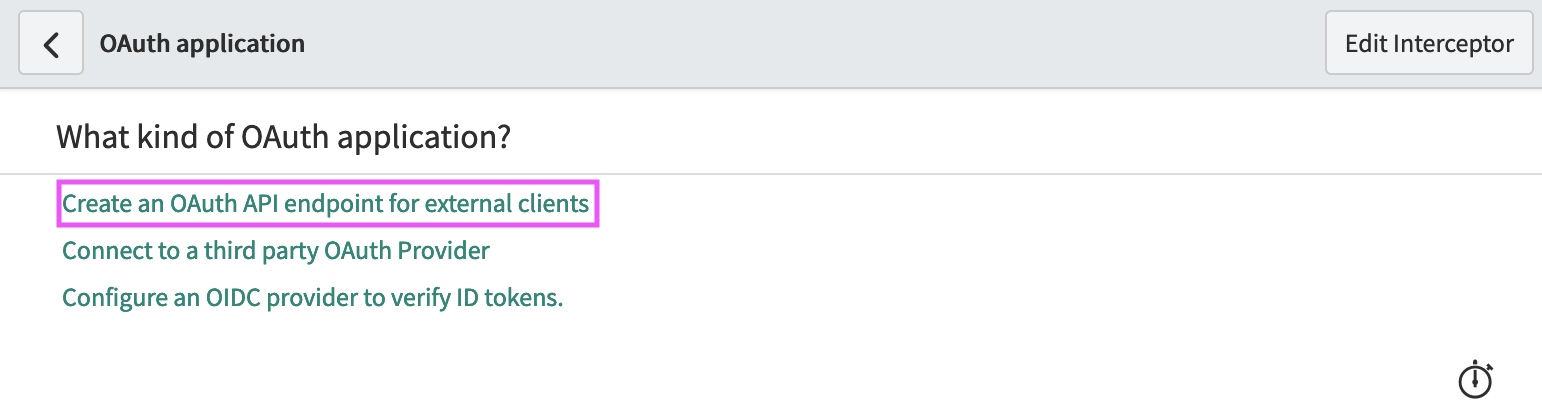 OAuth application
Edit Interceptor
What kind of OAuth application?
Create an OAuth API endpoint for external clients
Connect to a third party OAuth Provider
Configure an OIDC provider to verify ID tokens.